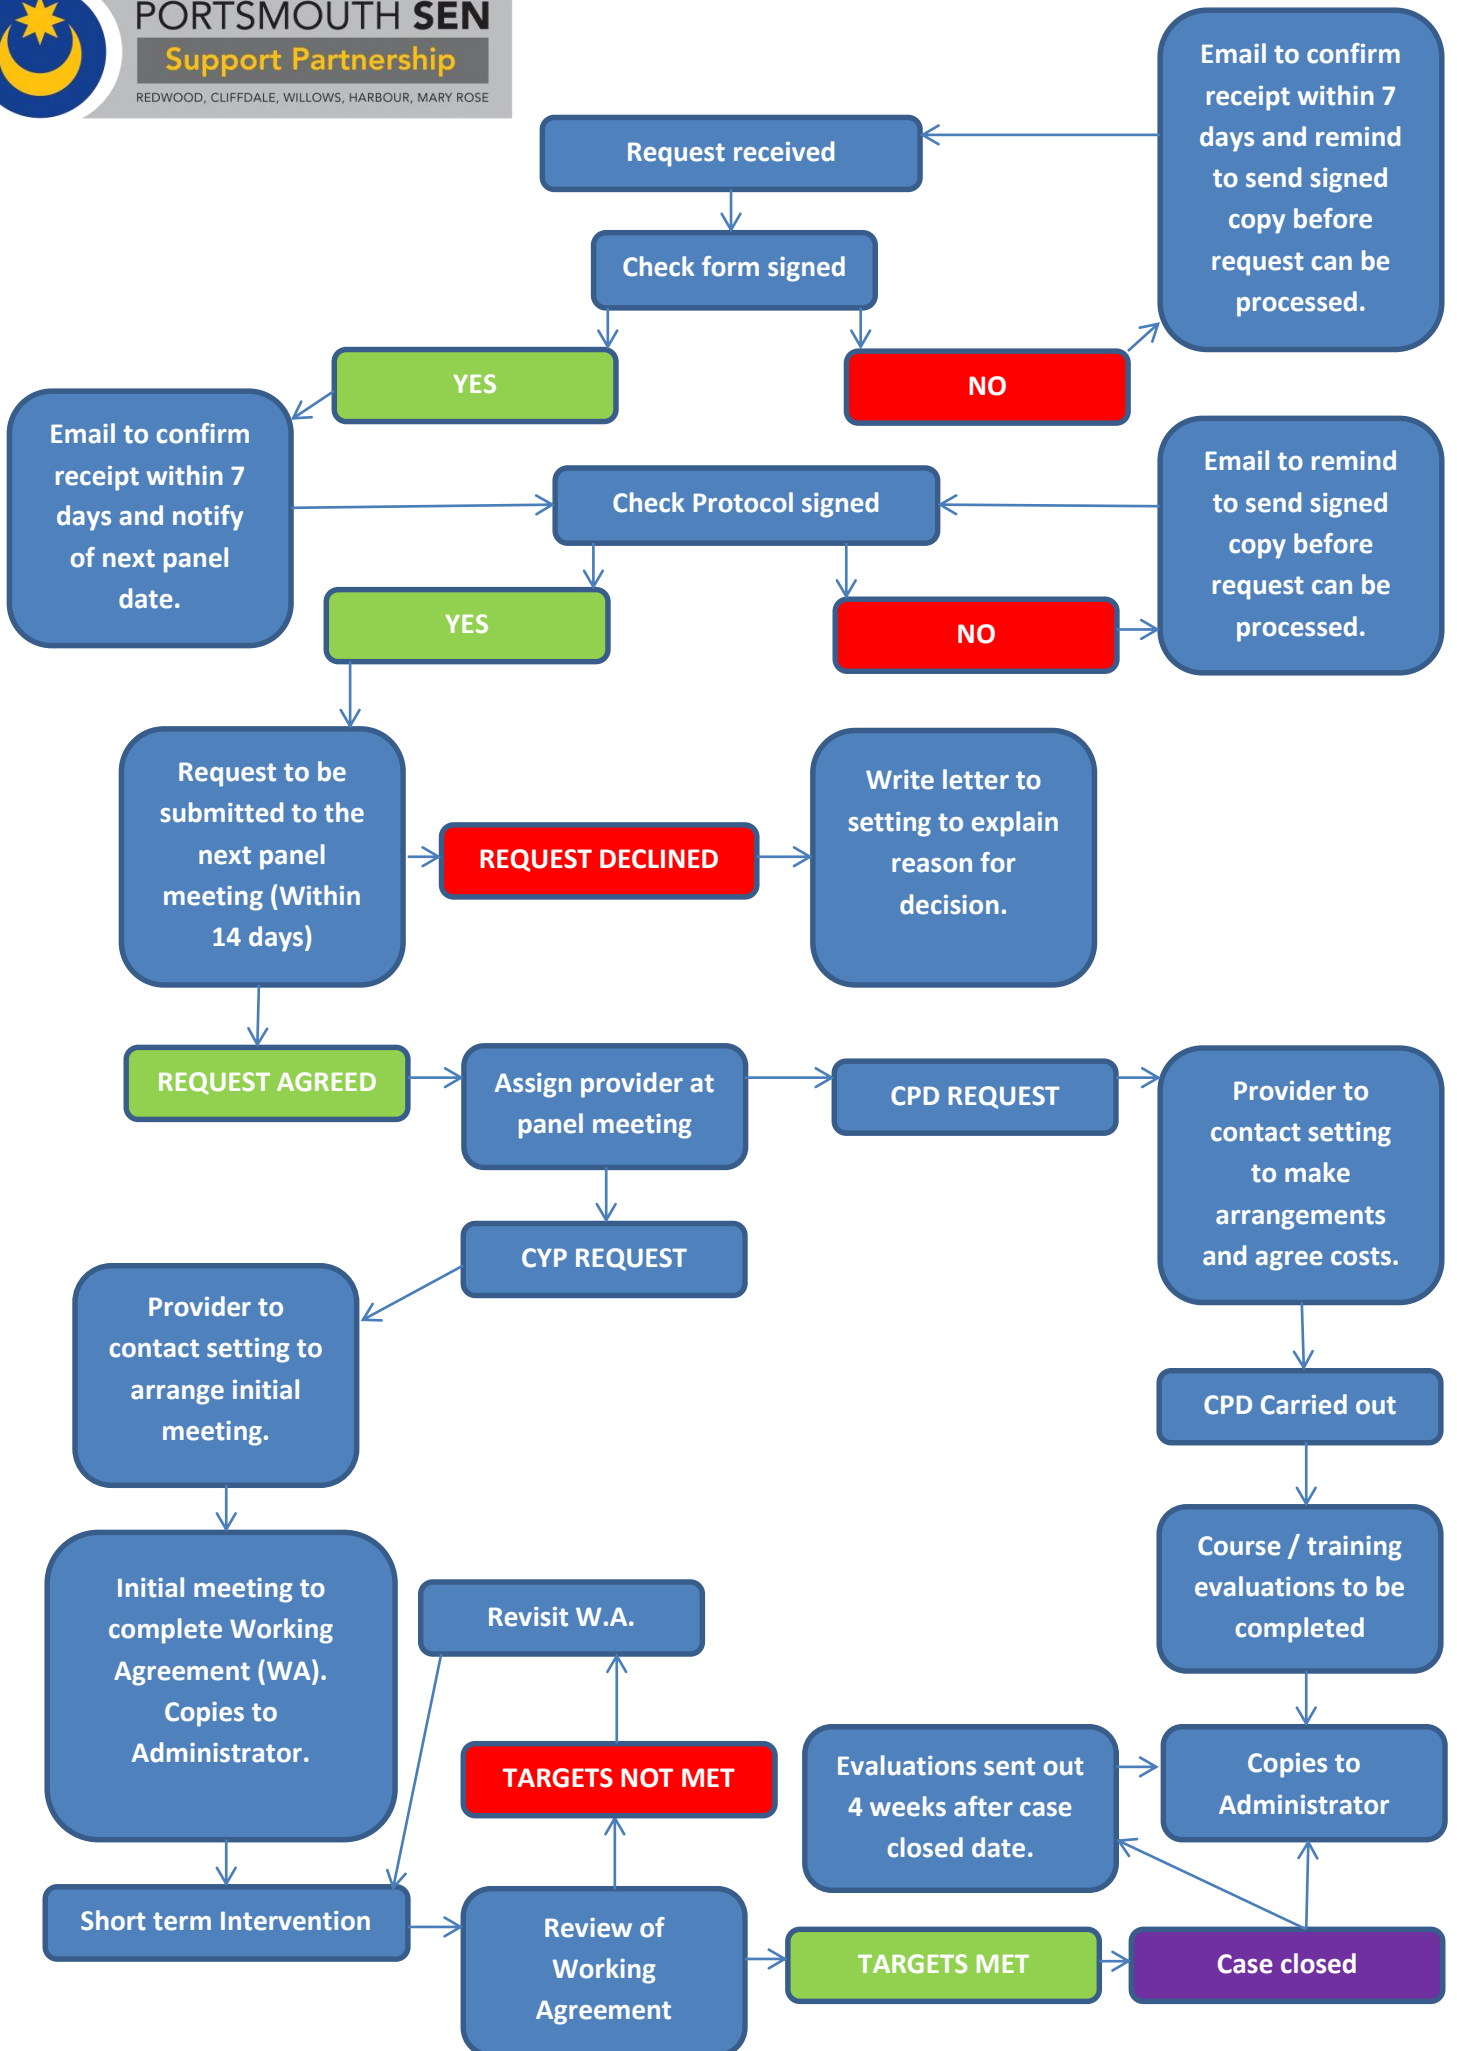 PORTSMOUTH SEN
Support Partnership
REDWOOD, CLIFFDALE, WILLOWS, HARBOUR, MARY ROSE
Request received
Email to confirm
receipt within 7
days and remind
to send signed
copy before
request can be
processed.
Check form signed
YES
NO
Email to confirm
receipt within 7
days and notify
of next panel
date.
Check Protocol signed
Email to remind
to send signed
copy before
request can be
processed.
YES
NO
Request to be
submitted to the
next panel
meeting (Within
14 days)
REQUEST DECLINED
Write letter to
setting to explain
reason for
decision.
REQUEST AGREED
Assign provider at
panel meeting
CPD REQUEST
Provider to
contact setting
to make
arrangements
and agree costs.
CYP REQUEST
Provider to
contact setting to
arrange initial
meeting.
CPD Carried out
Initial meeting to
complete Working
Agreement (WA).
Copies to
Administrator.
Revisit W.A.
Course / training
evaluations to be
completed
TARGETS NOT MET
Evaluations sent out
4 weeks after case
closed date.
Copies to
Administrator
Short term Intervention
Review of
Working
Agreement
TARGETS MET
Case closed